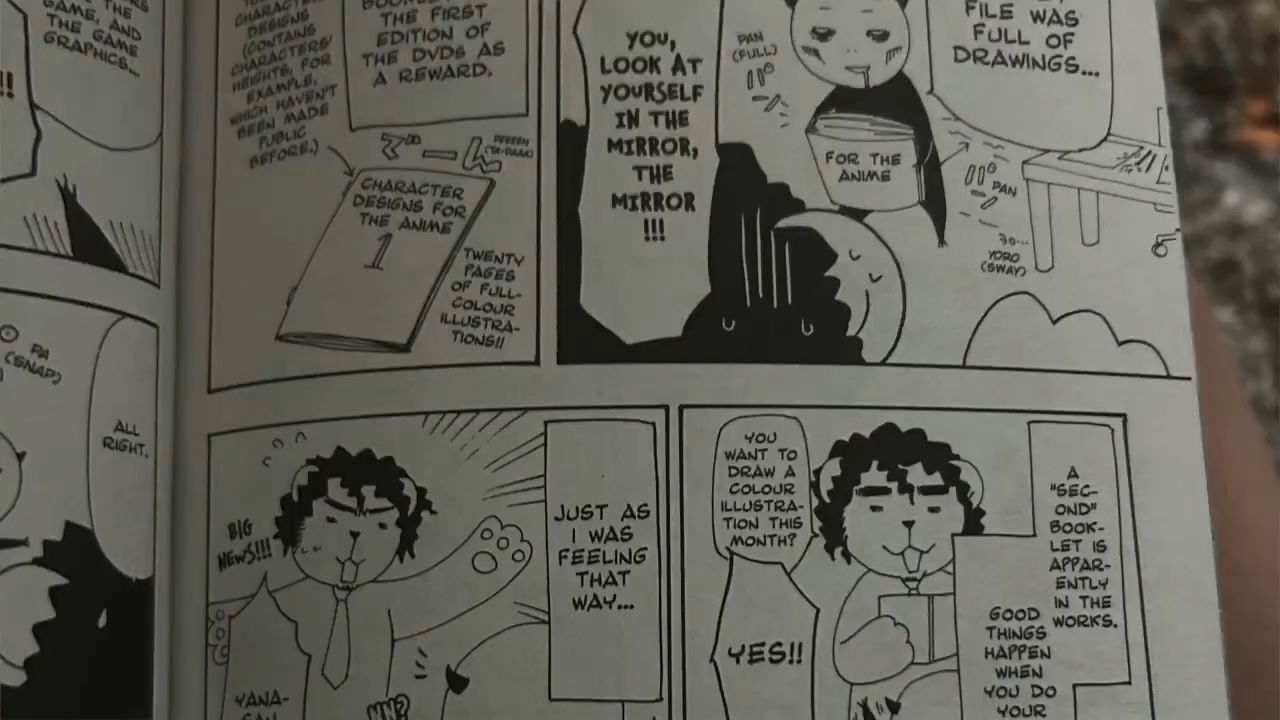 FILE WAS
FULL OF
DRAWINGS...
PAN
(FULL)
FOR THE
ANIME
PAN
YORO
(SWAY)
YOU,
LOOK AT
YOURSELF
IN THE
MIRROR,
THE
MIRROR
!!!
THE FIRST
EDITION OF
THE DVDS AS
A REWARD.
DESIGNS
(CONTAINS
CHARACTERS'
HEIGHTS, FOR
EXAMPLE,
WHICH HAVEN'T
BEEN MADE
PUBLIC
BEFORE.)
(TA-DAAA)
CHARACTER
DESIGNS FOR
THE ANIME
1
TWENTY
PAGES
OF FULL-
COLOUR
ILLUSTRA-
TIONS!!
A
"SEC-
OND"
BOOK-
LET IS
APPAR-
ENTLY
IN THE
WORKS.
GOOD
THINGS
HAPPEN
WHEN
YOU DO
YOUR
YOU
WANT TO
DRAW A
COLOUR
ILLUSTRA-
TION THIS
MONTH?
YES!!
JUST AS
I WAS
FEELING
THAT
WAY...
BIG
NEWS!!!
YANA-
HN?
THE
GAME, AND
THE GAME
GRAPHICS...
!!
PA
(SNAP)
ALL
RIGHT.